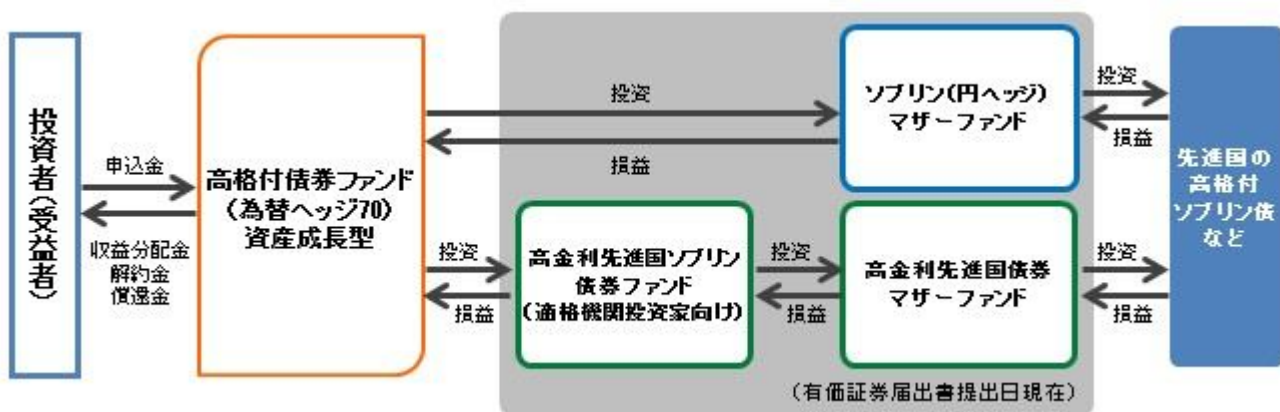 投資者(受益者)
申込金
収益分配金
解約金
償還金
高格付債券ファンド
(為替ヘッジ70)
資産成長型
投資
損益
投資
損益
ソブリン(円ヘッジ)
マザーファンド
高金利先進国ソブリン
債券ファンド
(適格機関投資家向け)
投資
損益
高金利先進国債券
マザーファンド
投資
損益
投資
損益
先進国の
高格付
ソブリン債
など
(有価証券届出書提出日現在)